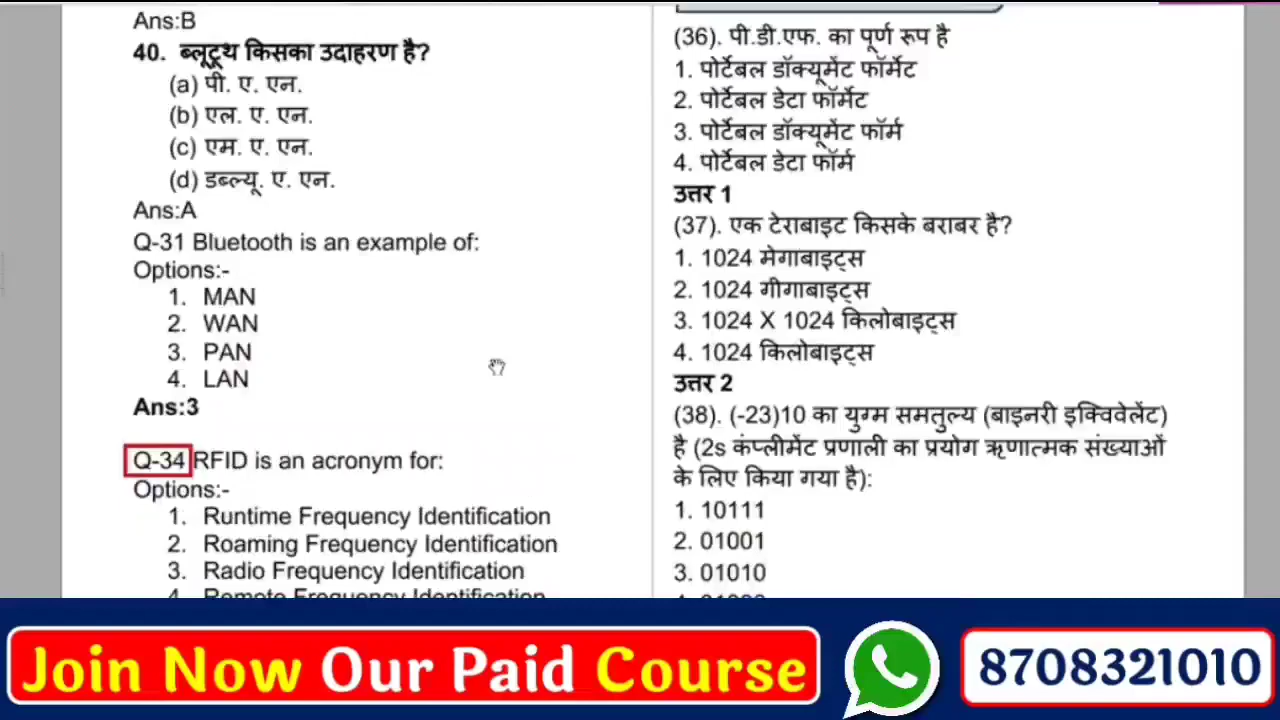 Ans:B
40. ब्लूटूथ किसका उदाहरण है?
(a) पी. ए. एन.
(b) एल. ए. एन.
(c) एम. ए. एन.
(d) डब्ल्यू. ए. एन.
Ans:A
Q-31 Bluetooth is an example of:
Options:-
1. MAN
2. WAN
3. PAN
4. LAN
Ans:3
Q-34 RFID is an acronym for:
Options:-
1. Runtime Frequency Identification
2. Roaming Frequency Identification
3. Radio Frequency Identification
4. Remote Frequency Identification
(36). पी.डी.एफ. का पूर्ण रूप है
1. पोर्टेबल डॉक्यूमेंट फॉर्मेट
2. पोर्टेबल डेटा फॉर्मेट
3. पोर्टेबल डॉक्यूमेंट फॉर्म
4. पोर्टेबल डेटा फॉर्म
उत्तर 1
(37). एक टेराबाइट किसके बराबर है?
1. 1024 मेगाबाइट्स
2. 1024 गीगाबाइट्स
3. 1024 X 1024 किलोबाइट्स
4. 1024 किलोबाइट्स
उत्तर 2
(38). (-23)10 का युग्म समतुल्य (बाइनरी इक्विवेलेंट)
है (2s कंप्लीमेंट प्रणाली का प्रयोग ऋणात्मक संख्याओं
के लिए किया गया है):
1. 10111
2. 01001
3. 01010
Join Now Our Paid Course
8708321010